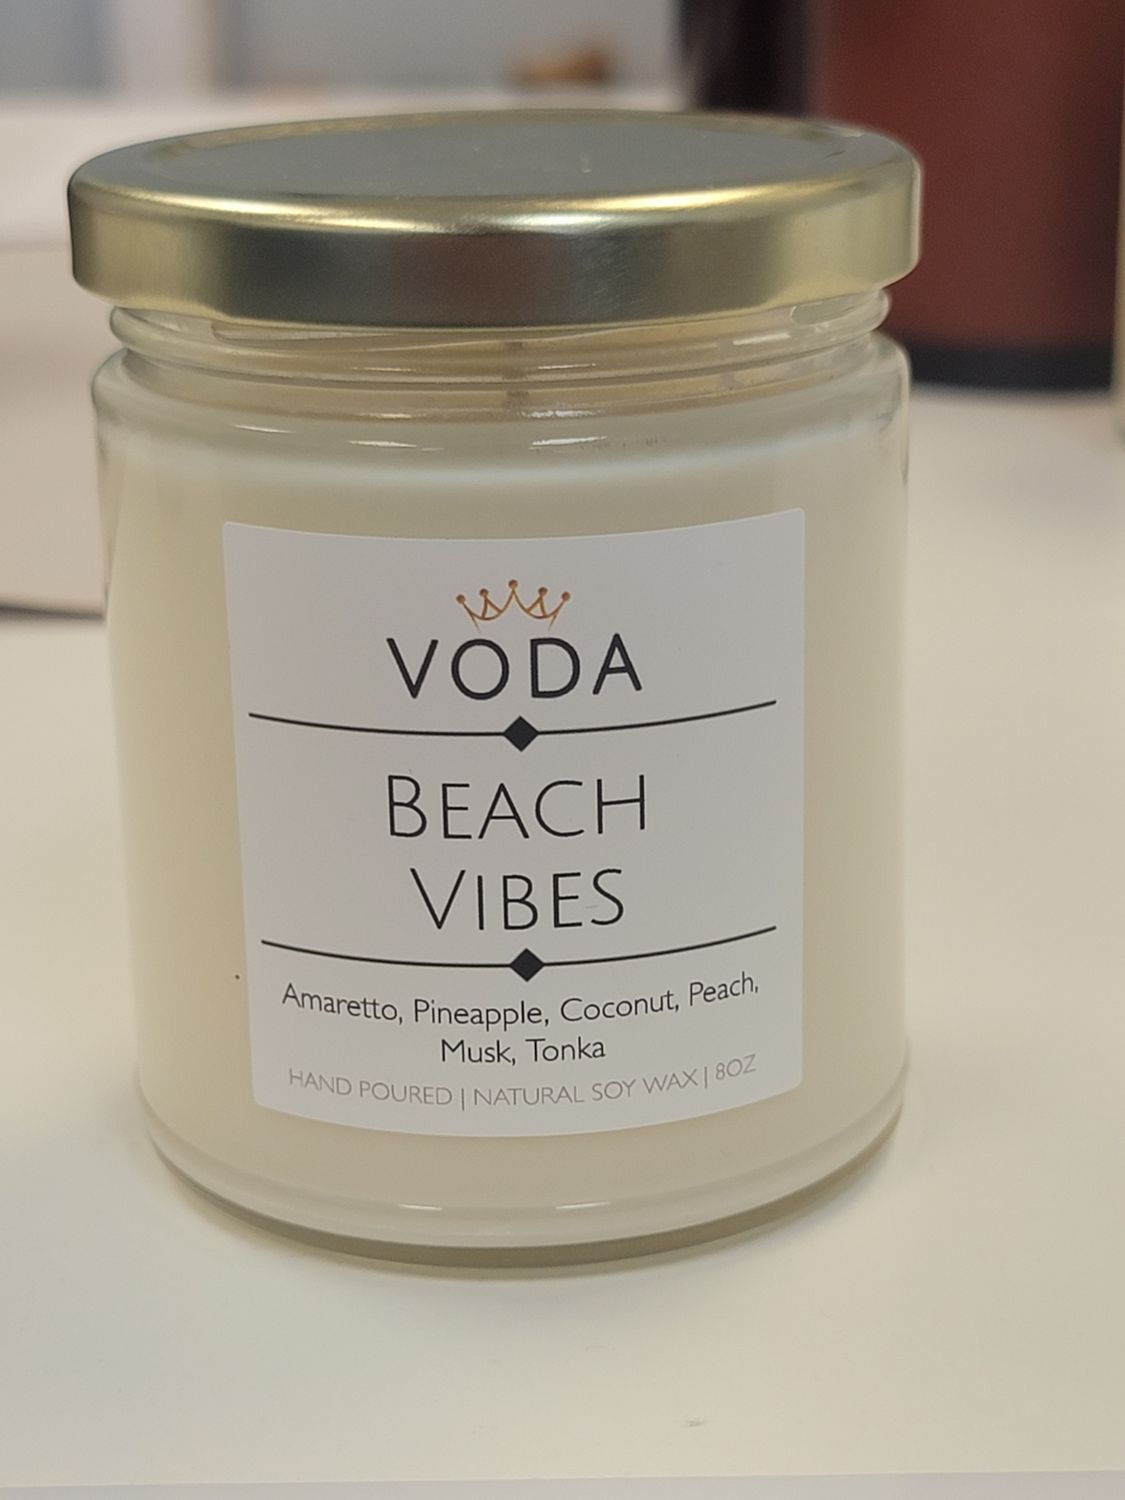 VODA
BEACH
VIBES
Amaretto, Pineapple, Coconut, Peach,
Musk, Tonka
HAND POURED | NATURAL SOY WAX | 8OZ